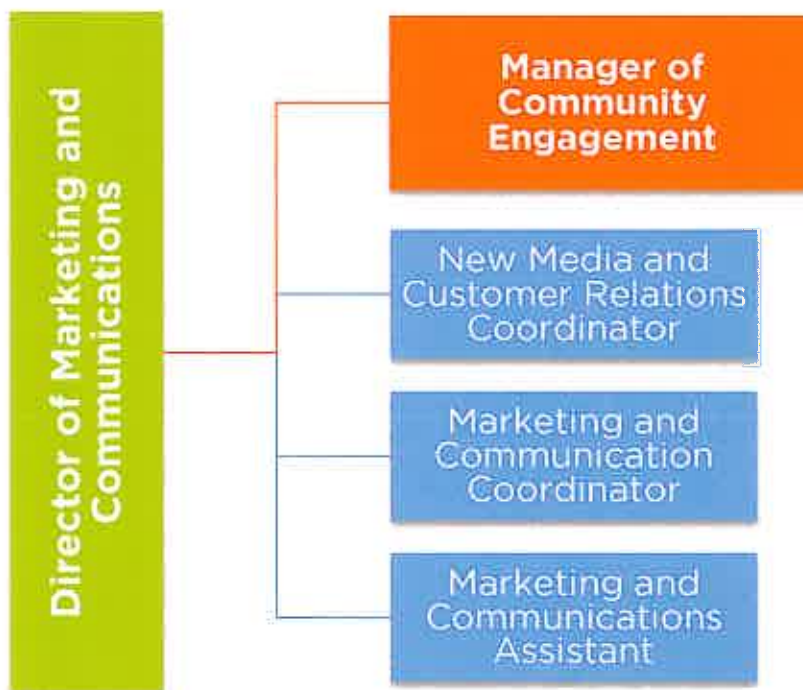 Director of Marketing and
Communications
Manager of
Community
Engagement
New Media and
Customer Relations
Coordinator
Marketing and
Communication
Coordinator
Marketing and
Communications
Assistant